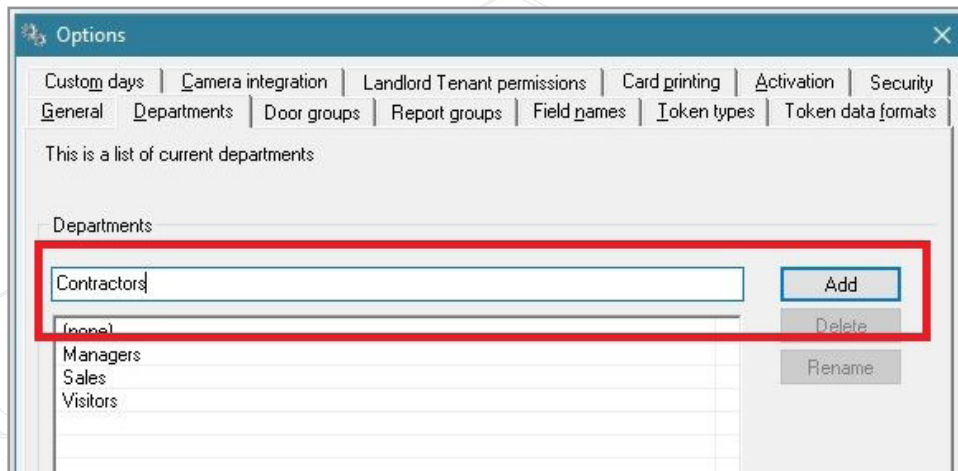 Options
Custom days Camera integration Landlord Tenant permissions Card printing Activation Security
General Departments Door groups Report groups Field names Token types Token data formats
This is a list of current departments
Departments
Contractors Add
(none) Delete
Managers
Rename
Sales
Visitors